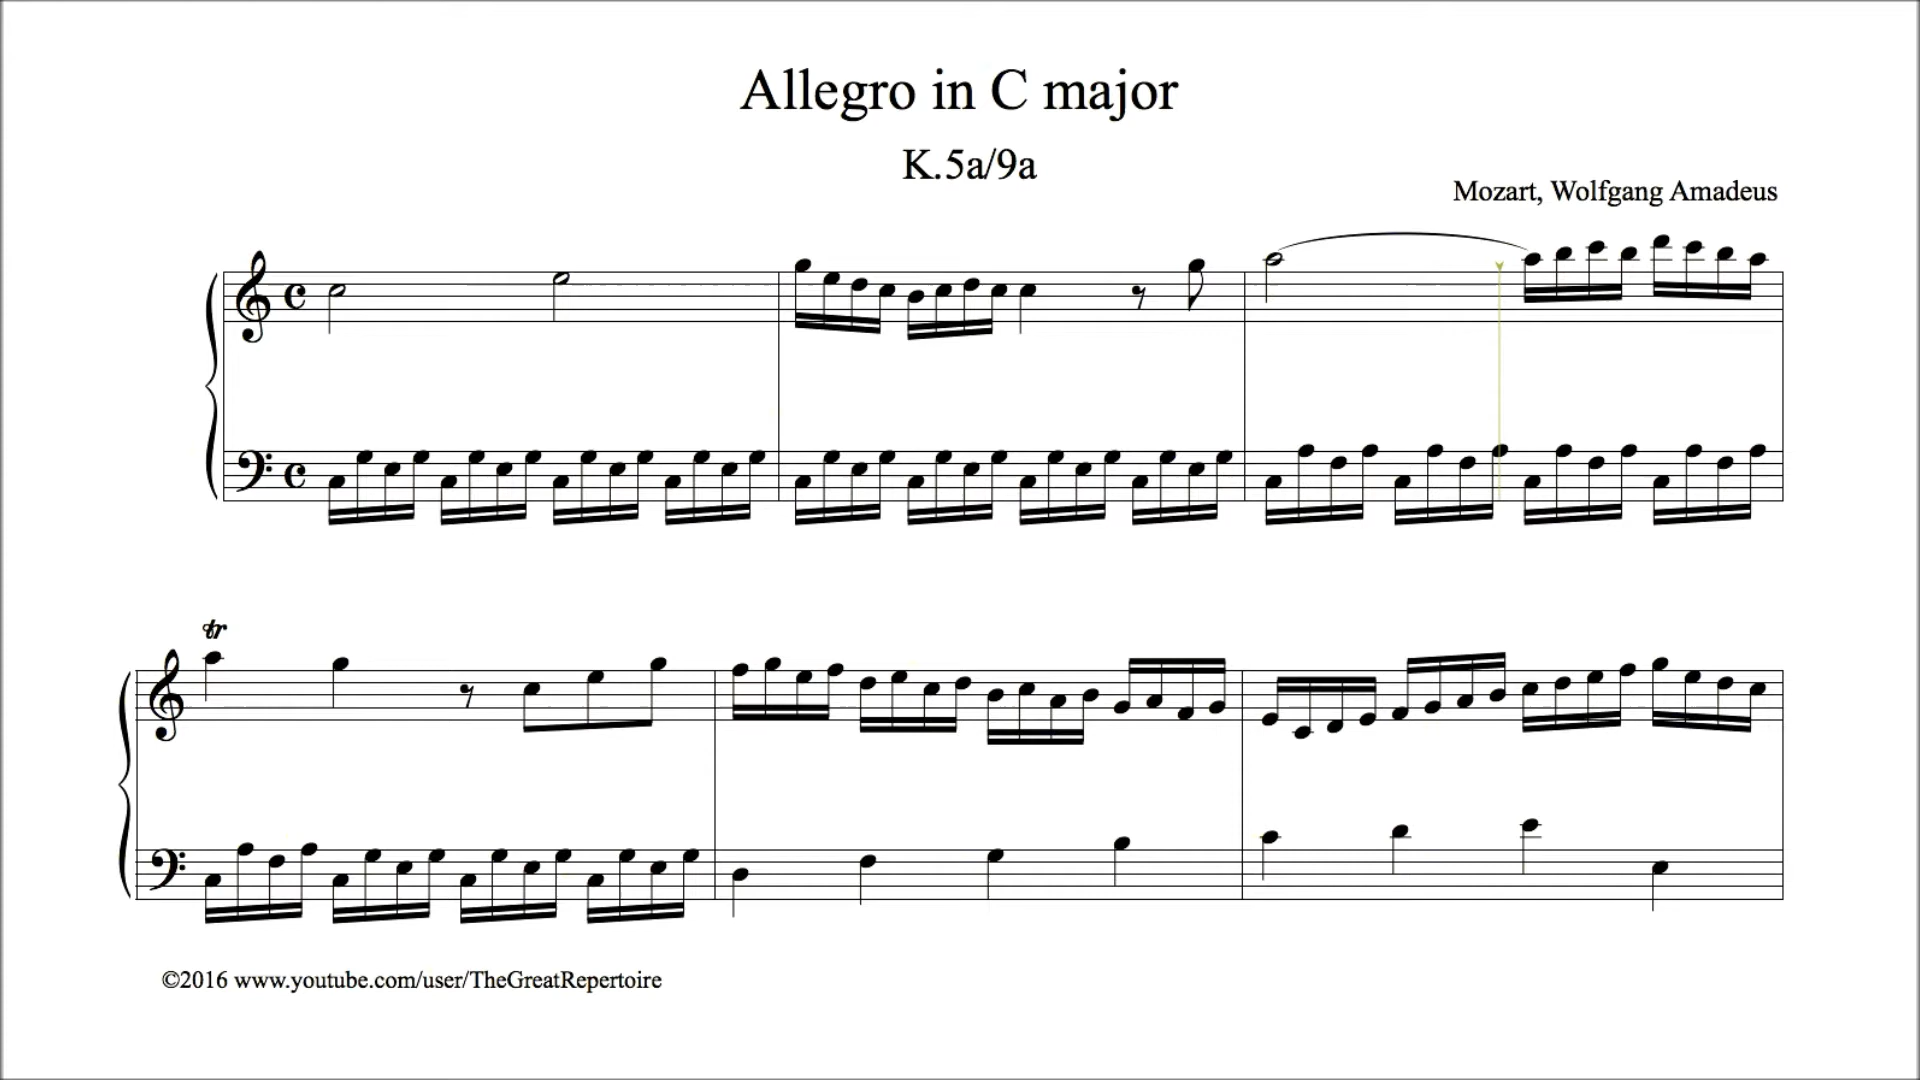 Allegro in C major
K.5a/9a
Mozart, Wolfgang Amadeus
tr
©2016 www.youtube.com/user/TheGreatRepertoire